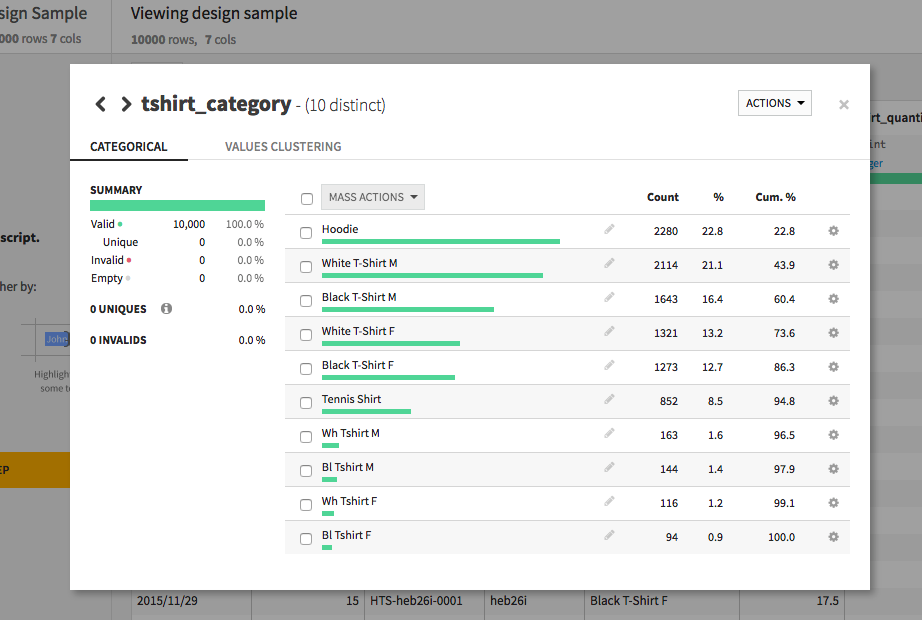 sign Sample
Viewing design sample
000 rows 7 cols
10000 rows, 7 cols
tshirt_category - (10 distinct)
ACTIONS
×
rt_quanti
int
ger
CATEGORICAL
VALUES CLUSTERING
SUMMARY
Valid 10,000 100.0 %
Unique 0 0.0 %
Invalid 0 0.0 %
Empty 0 0.0 %
0 UNIQUES 0.0 %
0 INVALIDS 0.0 %
MASS ACTIONS Count % Cum. %
Hoodie 2280 22.8 22.8
White T-Shirt M 2114 21.1 43.9
Black T-Shirt M 1643 16.4 60.4
White T-Shirt F 1321 13.2 73.6
Black T-Shirt F 1273 12.7 86.3
Tennis Shirt 852 8.5 94.8
Wh Tshirt M 163 1.6 96.5
Bl Tshirt M 144 1.4 97.9
Wh Tshirt F 116 1.2 99.1
Bl Tshirt F 94 0.9 100.0
script.
her by:
John
Highlight
some te
EP
2015/11/29 15 HTS-heb26i-0001 heb26i Black T-Shirt F 17.5